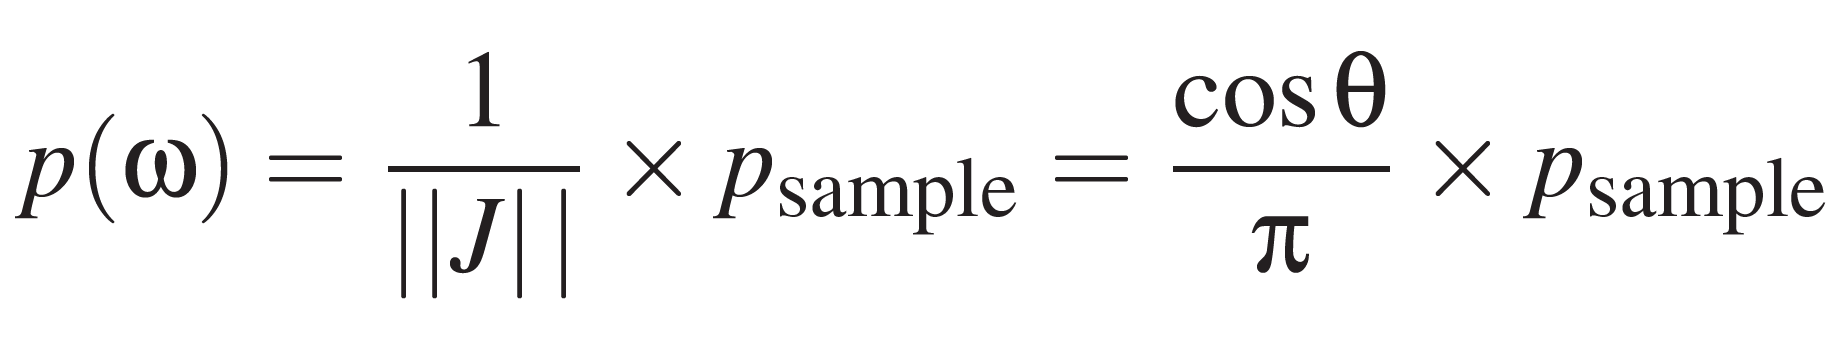 p(ω) = 1/||J|| × p_sample = cos θ/π × p_sample